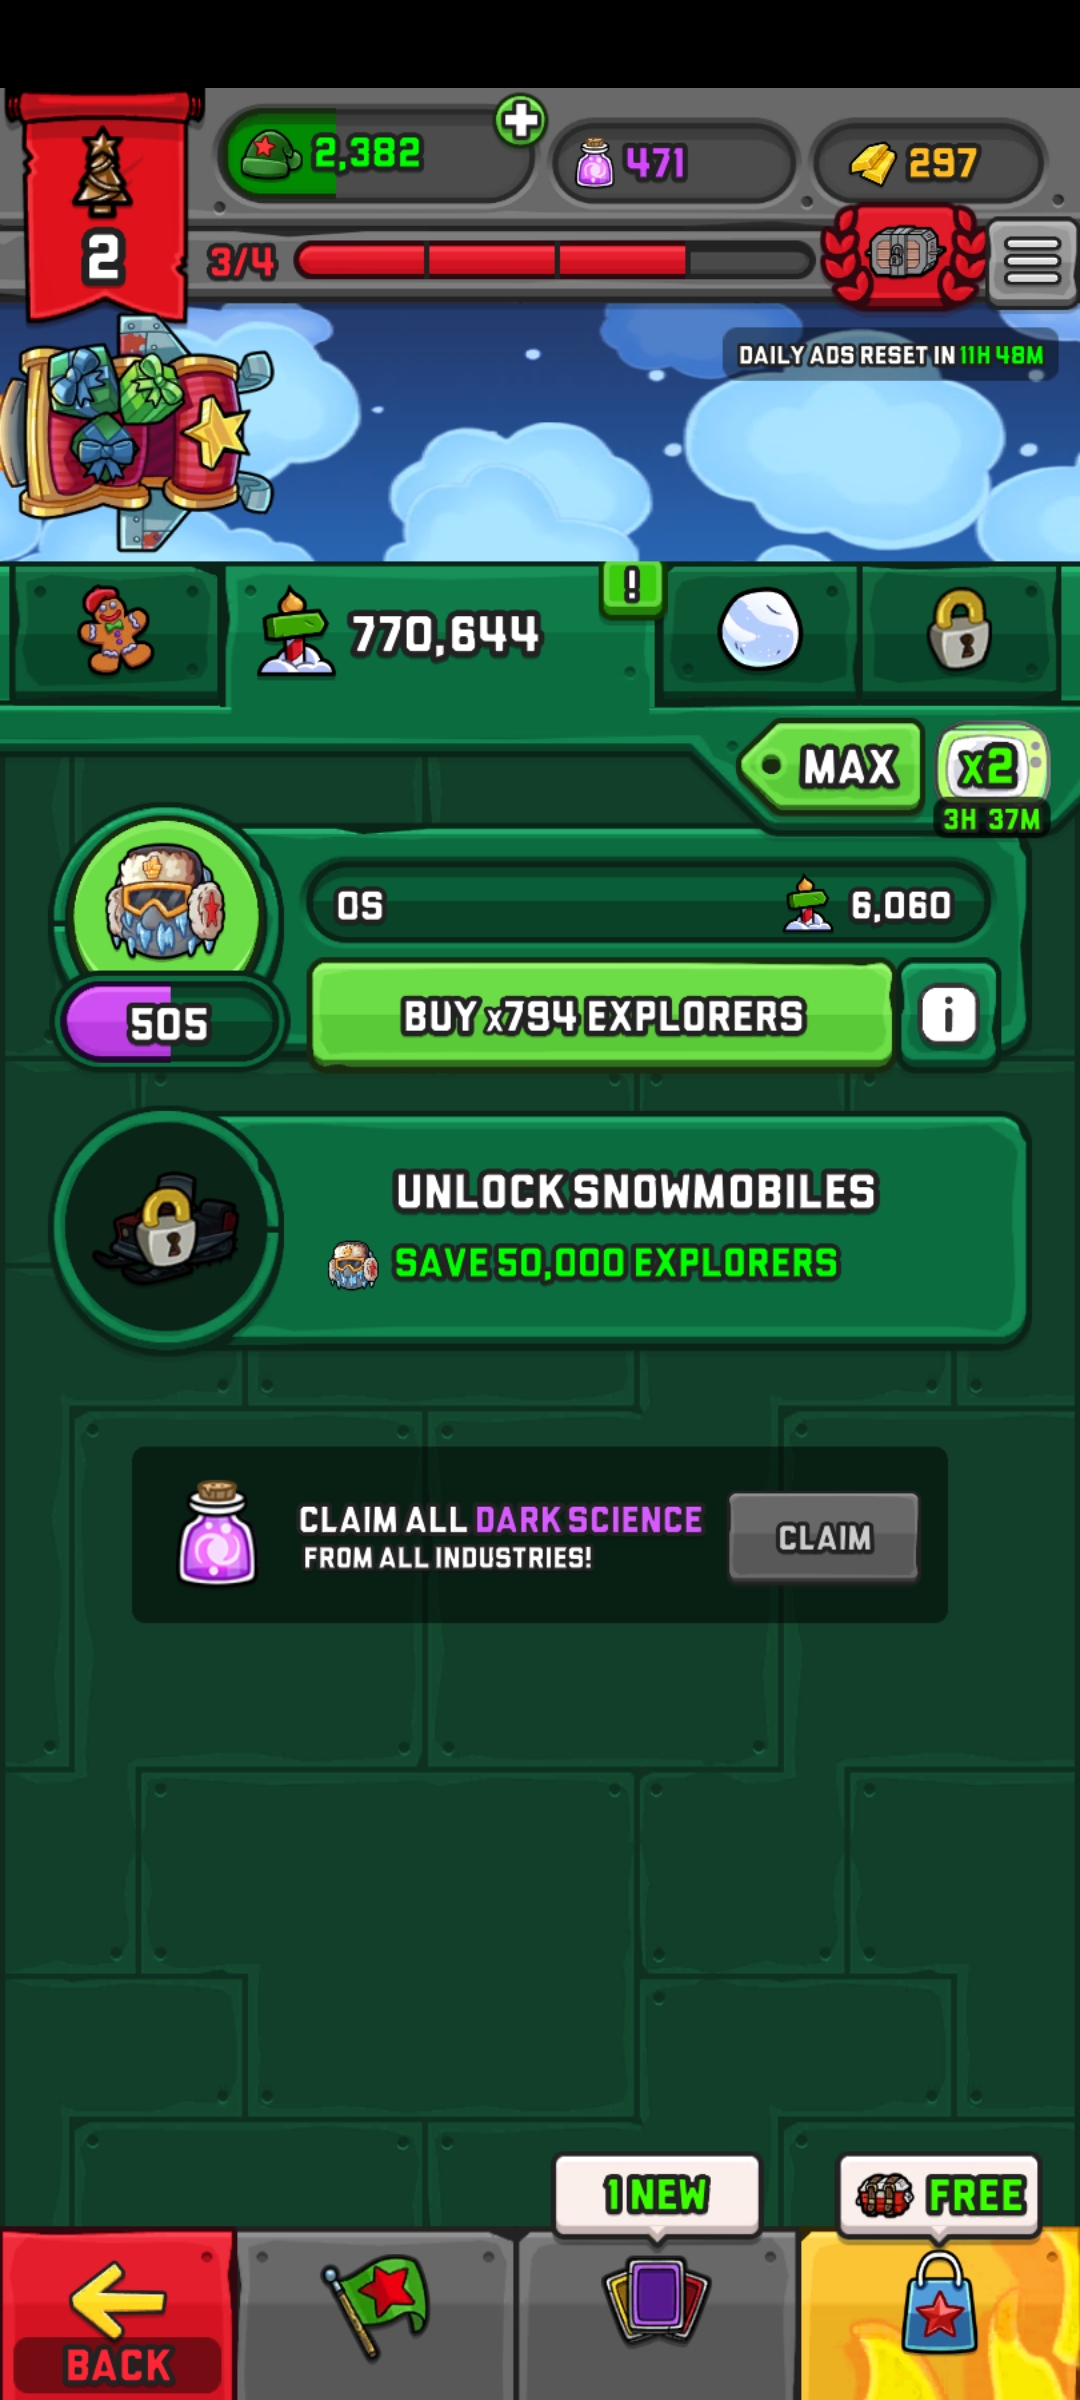 2,382
471
297
2
3/4
DAILY ADS RESET IN 11H 48M
!
770,644
MAX
x2
3H 37M
0S
6,060
505
BUY x794 EXPLORERS
i
UNLOCK SNOWMOBILES
SAVE 50,000 EXPLORERS
CLAIM ALL DARK SCIENCE
FROM ALL INDUSTRIES!
CLAIM
1 NEW
FREE
BACK